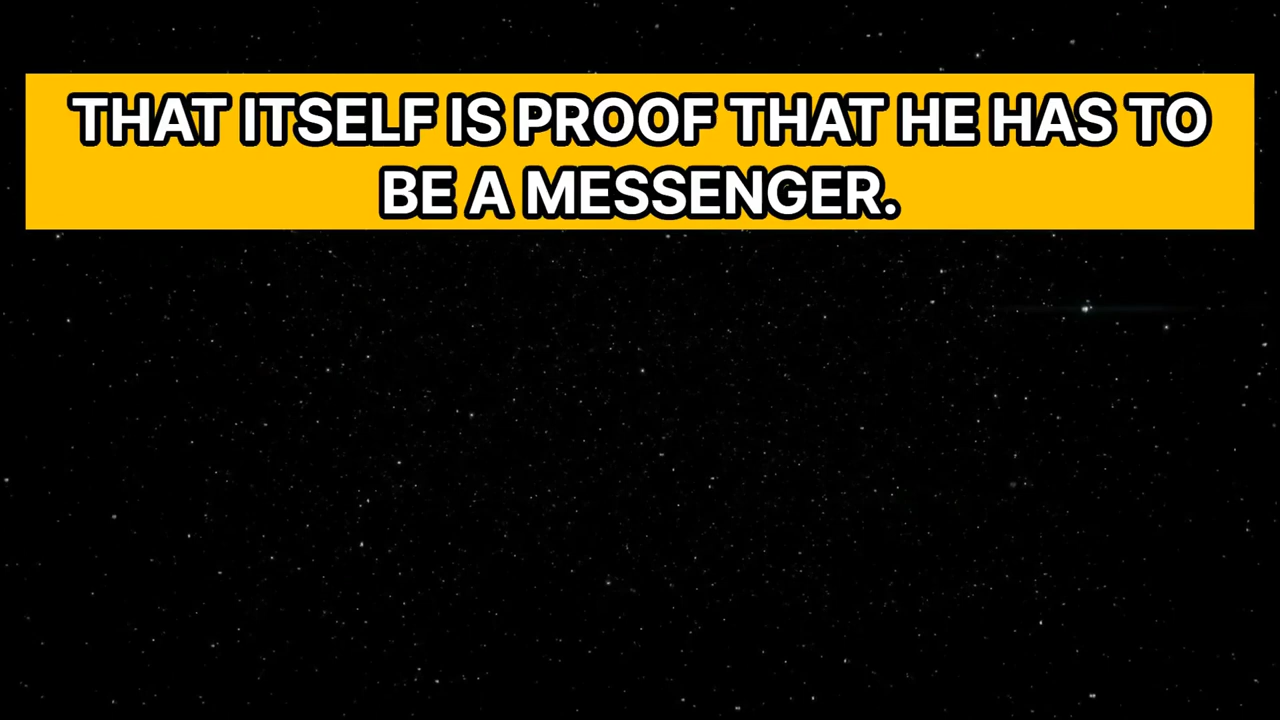 THAT ITSELF IS PROOF THAT HE HAS TO
BE A MESSENGER.